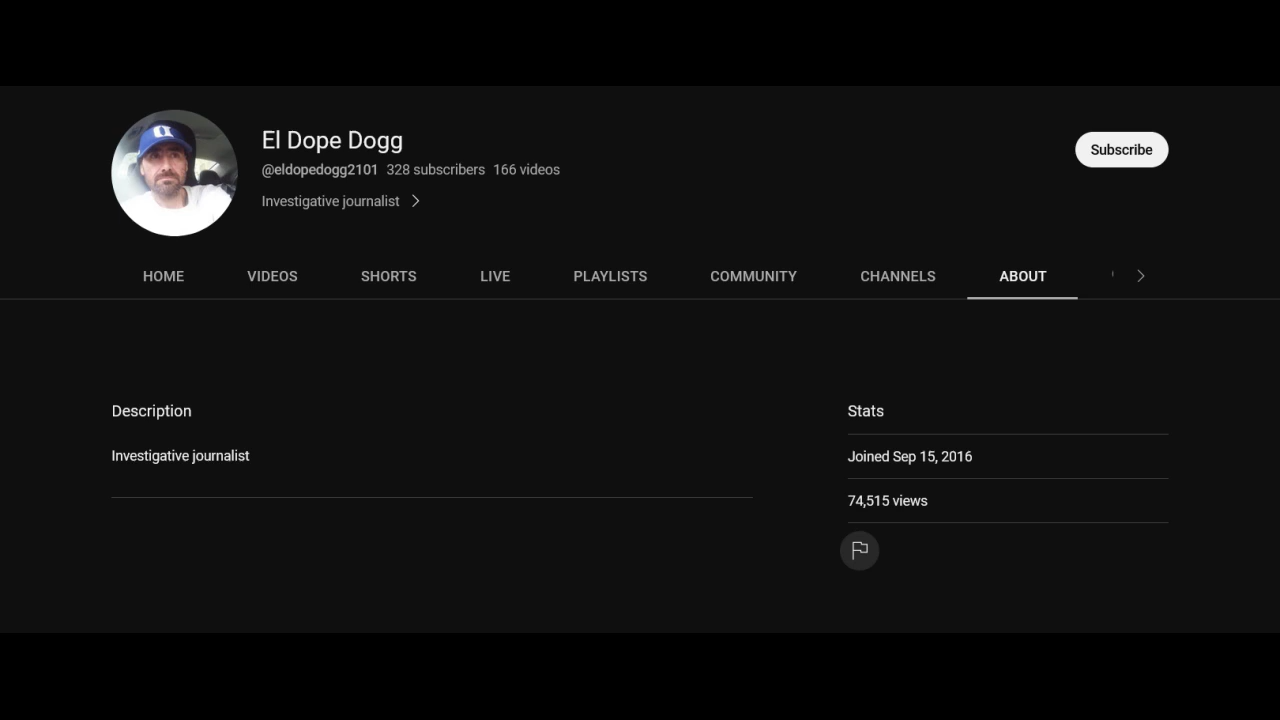 El Dope Dogg
@eldopedogg2101 328 subscribers 166 videos
Investigative journalist
Subscribe
HOME VIDEOS SHORTS LIVE PLAYLISTS COMMUNITY CHANNELS ABOUT
Description
Investigative journalist
Stats
Joined Sep 15, 2016
74,515 views